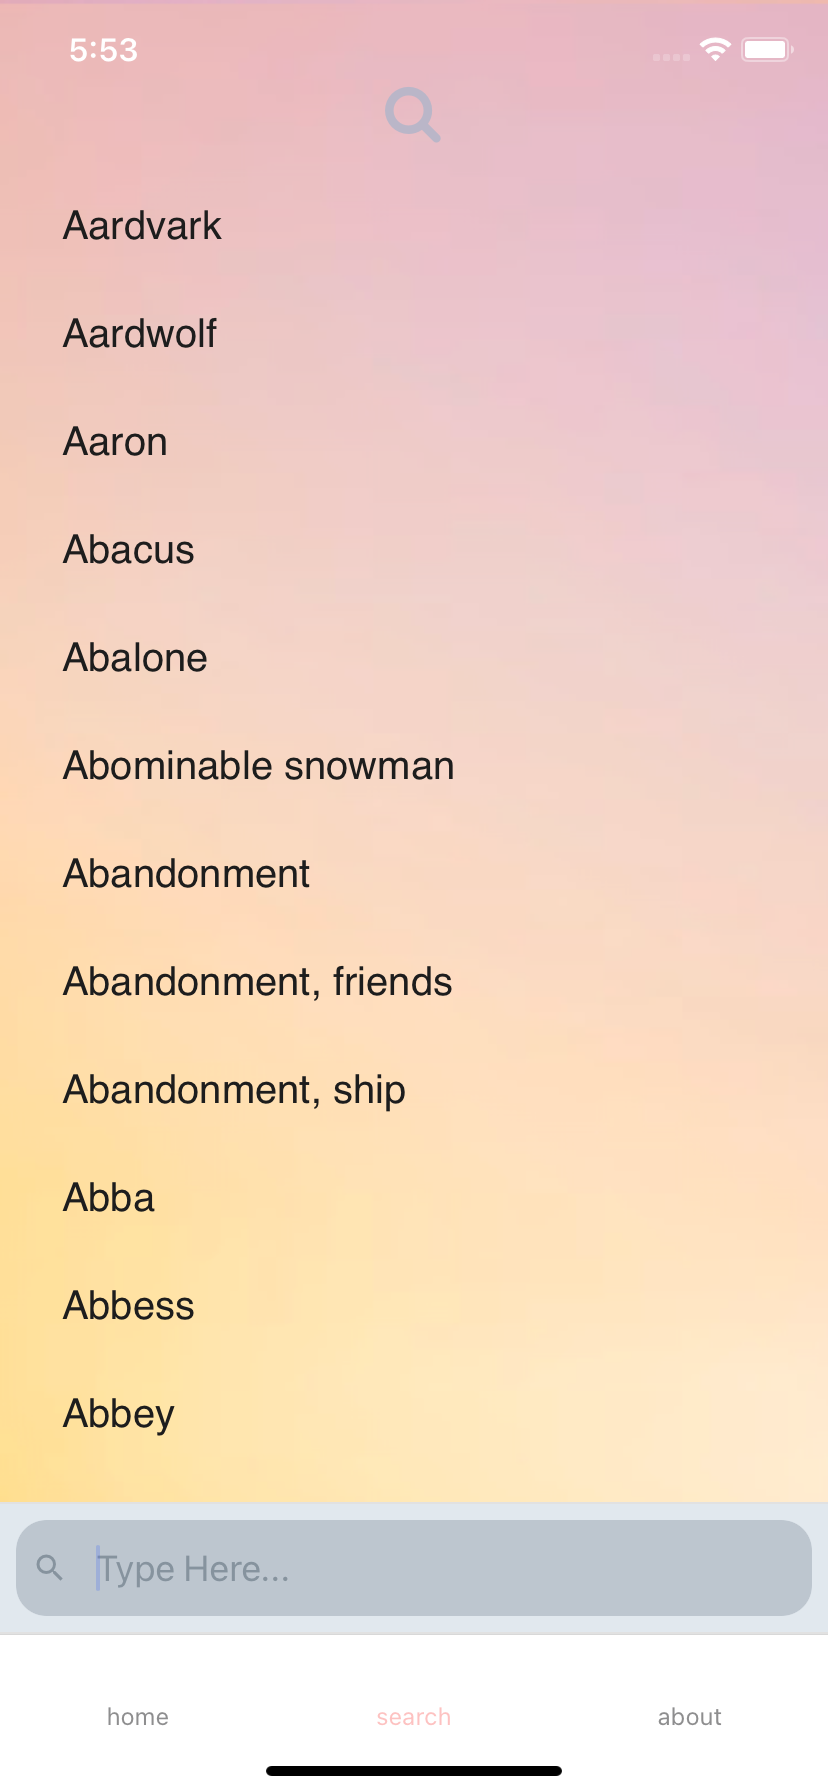 5:53
Aardvark
Aardwolf
Aaron
Abacus
Abalone
Abominable snowman
Abandonment
Abandonment, friends
Abandonment, ship
Abba
Abbess
Abbey
Type Here...
home search about